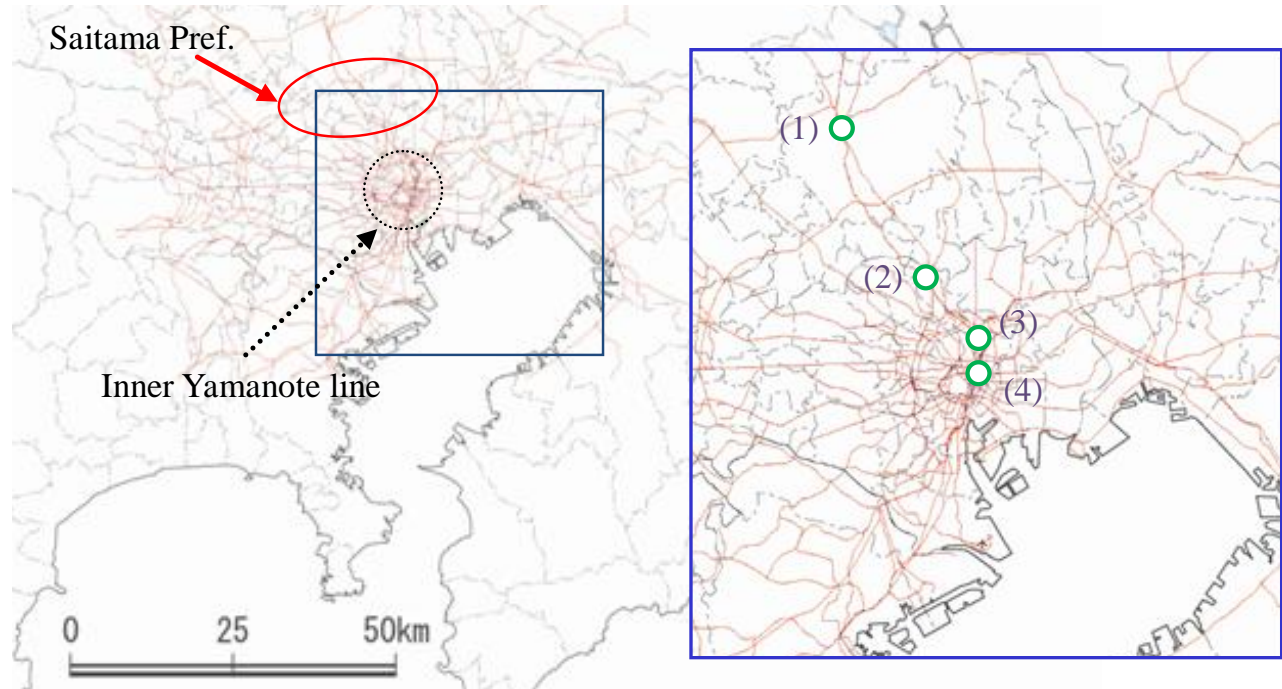 Saitama Pref.
Inner Yamanote line
0 25 50km
(1)
(2)
(3)
(4)